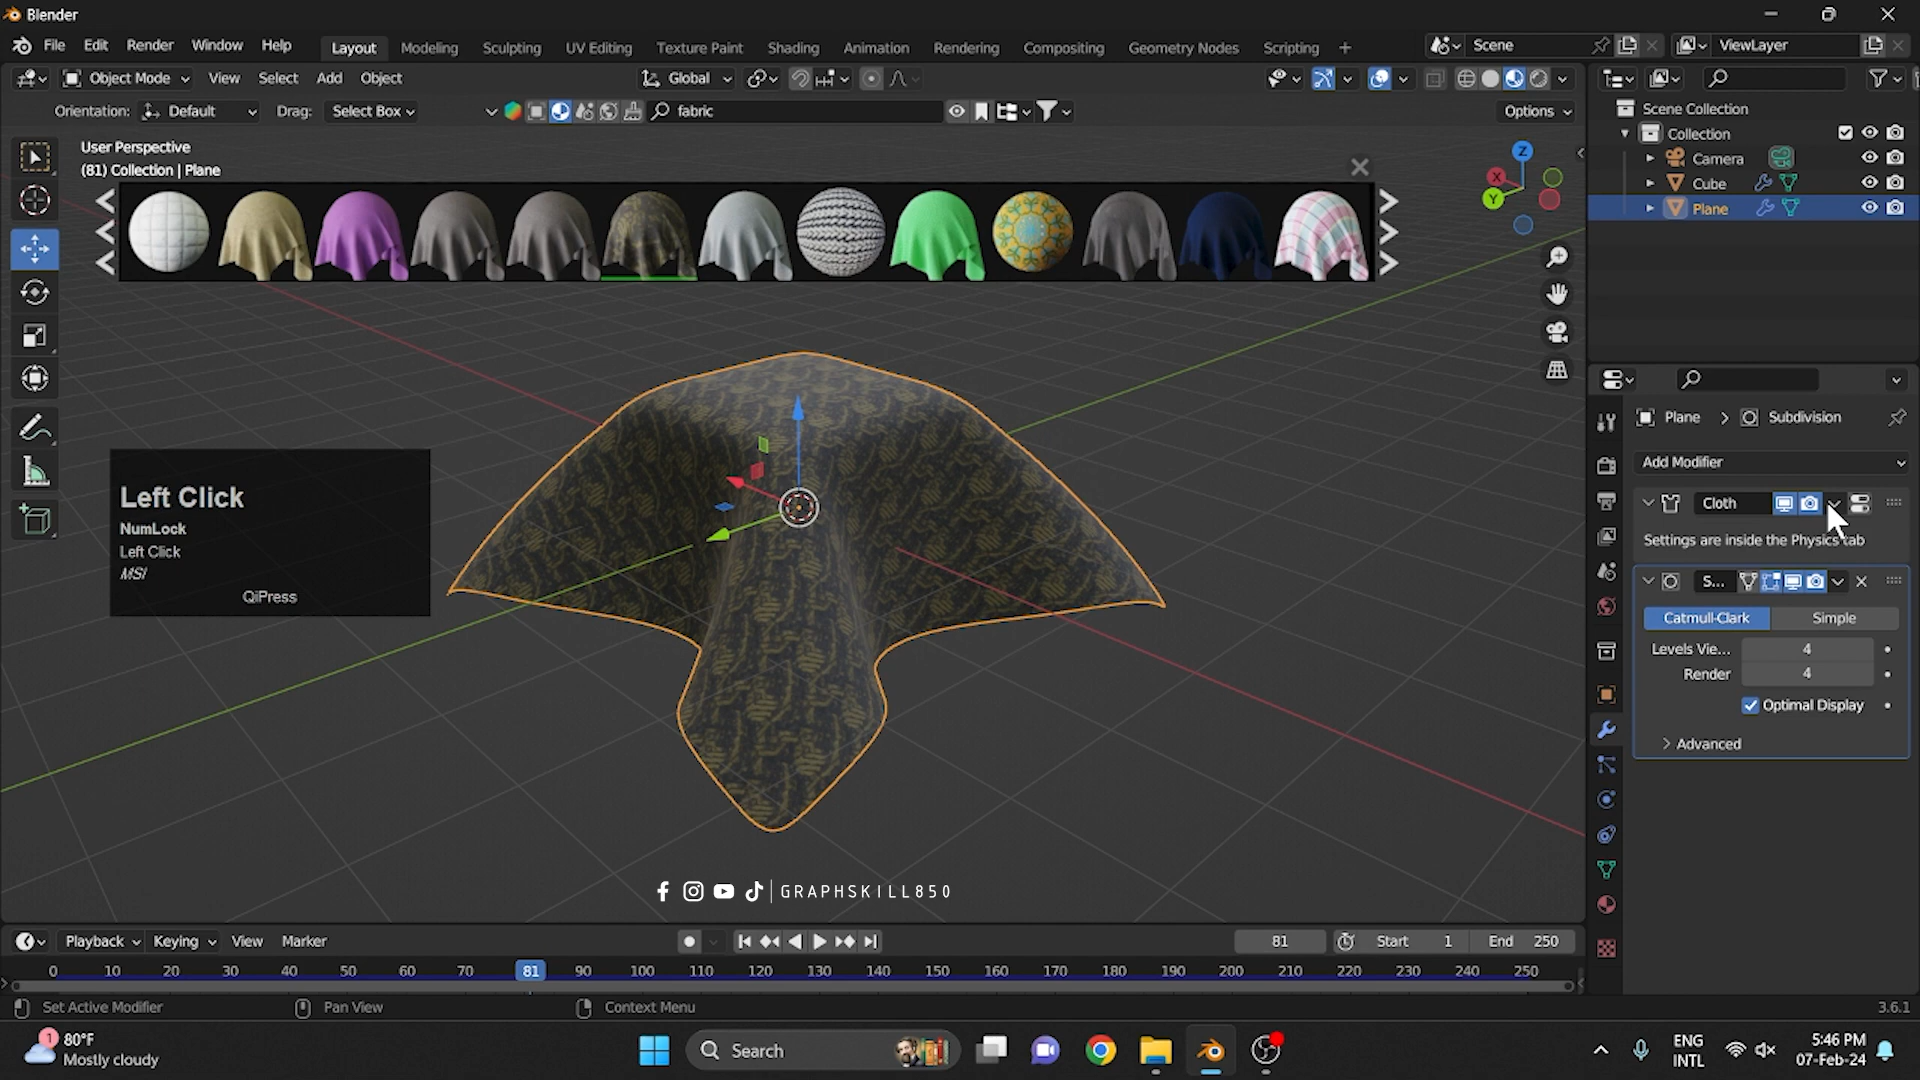 Blender
File Edit Render Window Help Layout Modeling Sculpting UV Editing Texture Paint Shading Animation Rendering Compositing Geometry Nodes Scripting + Scene ViewLayer
Object Mode View Select Add Object Global
Orientation: Default Drag: Select Box fabric Options
User Perspective
(81) Collection | Plane
Z
X
Y
Scene Collection
Collection
Camera
Cube
Plane
Plane > Subdivision
Add Modifier
Cloth
Settings are inside the Physics tab
S...
Catmull-Clark Simple
Levels Vie... 4
Render 4
Optimal Display
Advanced
Left Click
NumLock
Left Click
MSI
QiPress
GRAPHSKILL850
Playback Keying View Marker 81 Start 1 End 250
0 10 20 30 40 50 60 70 81 90 100 110 120 130 140 150 160 170 180 190 200 210 220 230 240 250
Set Active Modifier Pan View Context Menu 3.6.1
1 80°F
Mostly cloudy
Search
ENG
INTL
5:46 PM
07-Feb-24